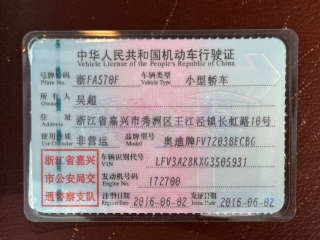 中华人民共和国机动车行驶证
Vehicle License of the People's Republic of China
号牌号码 浙FA570F 车辆类型 小型轿车
Plate No. Vehicle Type
所有人 吴超
Owner
住址 浙江省嘉兴市秀洲区王江泾镇长虹路10号
Address
使用性质 非营运 品牌型号 奥迪牌FV7203BECBG
Use Character Model
浙江省嘉兴 车辆识别代号 LFV3A28KXG3505931
VIN
市公安局交 发动机号码 172700
Engine No.
通警察支队 注册日期 2016-06-02 发证日期 2016-06-02
Register Date Issue Date